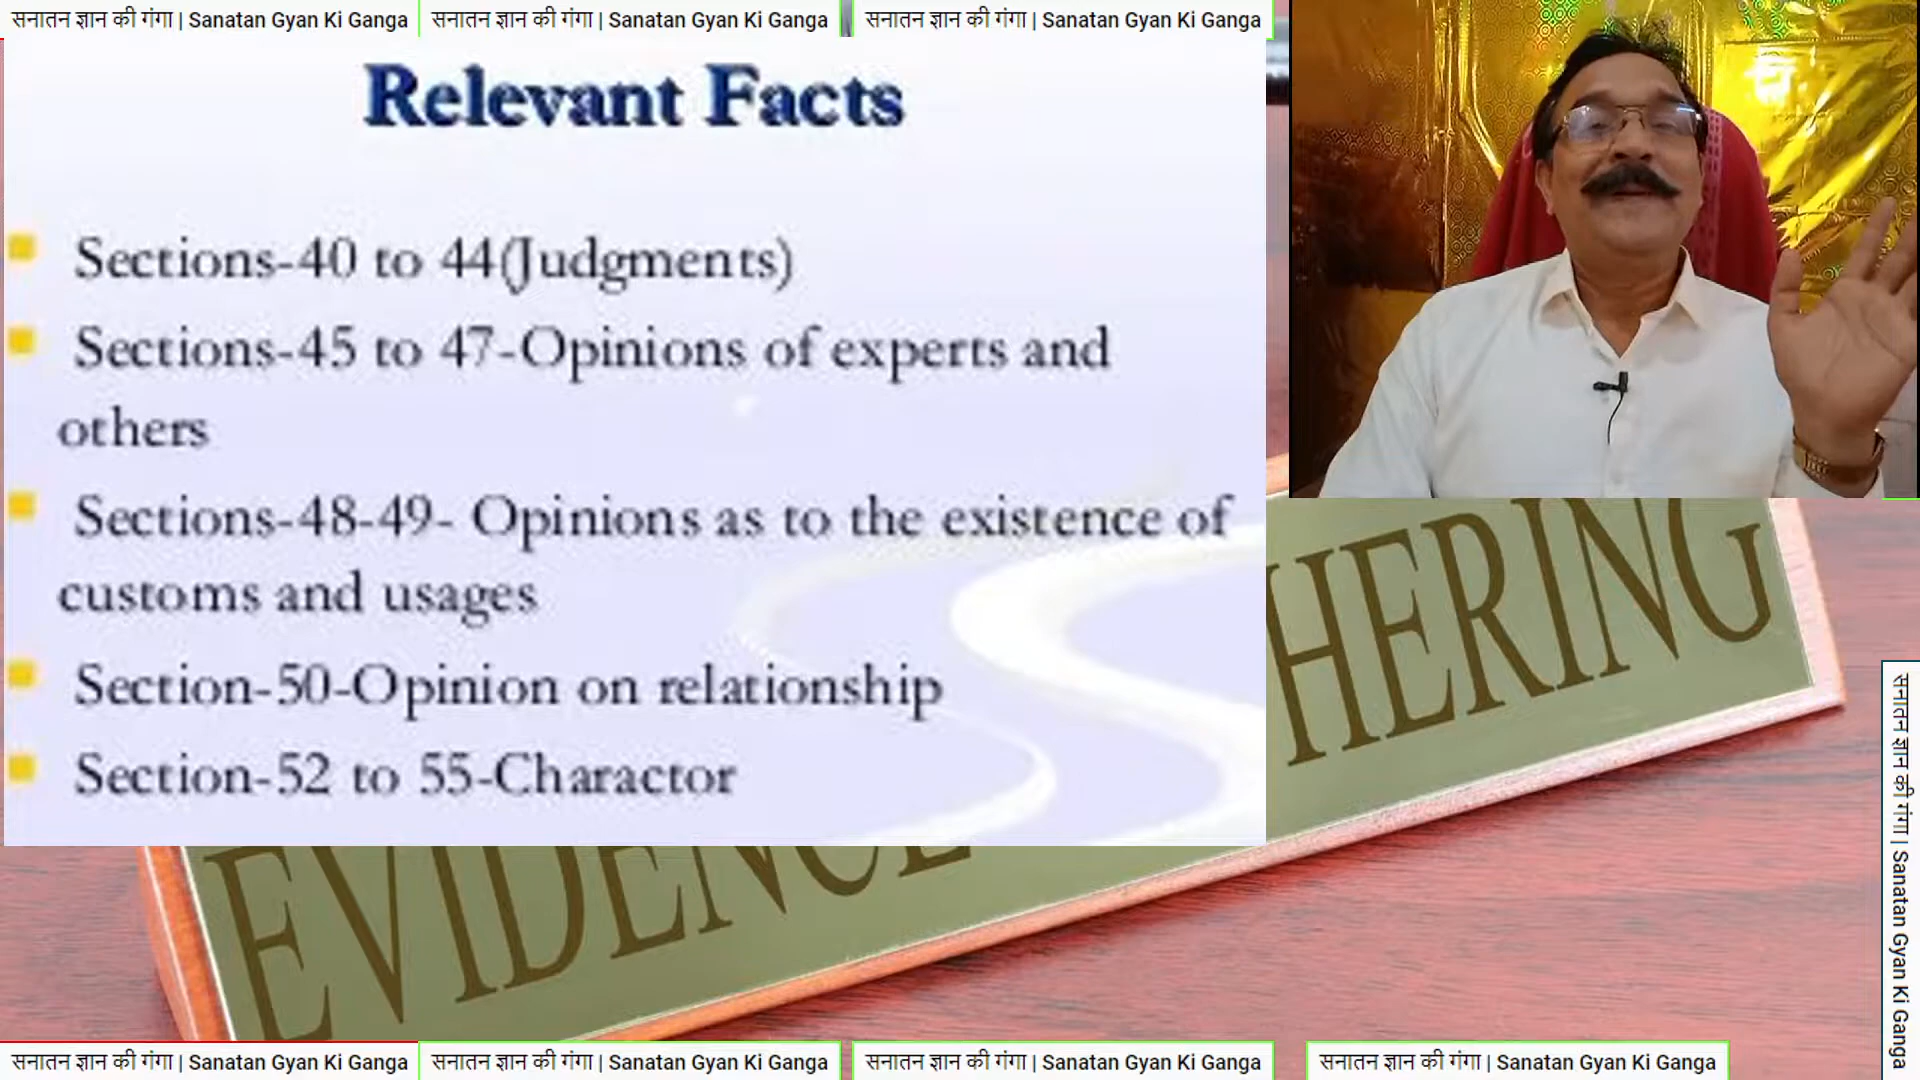 सनातन ज्ञान की गंगा | Sanatan Gyan Ki Ganga
सनातन ज्ञान की गंगा | Sanatan Gyan Ki Ganga
सनातन ज्ञान की गंगा | Sanatan Gyan Ki Ganga
Relevant Facts
Sections-40 to 44(Judgments)
Sections-45 to 47-Opinions of experts and
others
Sections-48-49- Opinions as to the existence of
customs and usages
Section-50-Opinion on relationship
Section-52 to 55-Charactor
HERING
EVIDENCE
सनातन ज्ञान की गंगा | Sanatan Gyan Ki Ganga
सनातन ज्ञान की गंगा | Sanatan Gyan Ki Ganga
सनातन ज्ञान की गंगा | Sanatan Gyan Ki Ganga
सनातन ज्ञान की गंगा | Sanatan Gyan Ki Ganga
सनातन ज्ञान की गंगा | Sanatan Gyan Ki Ganga